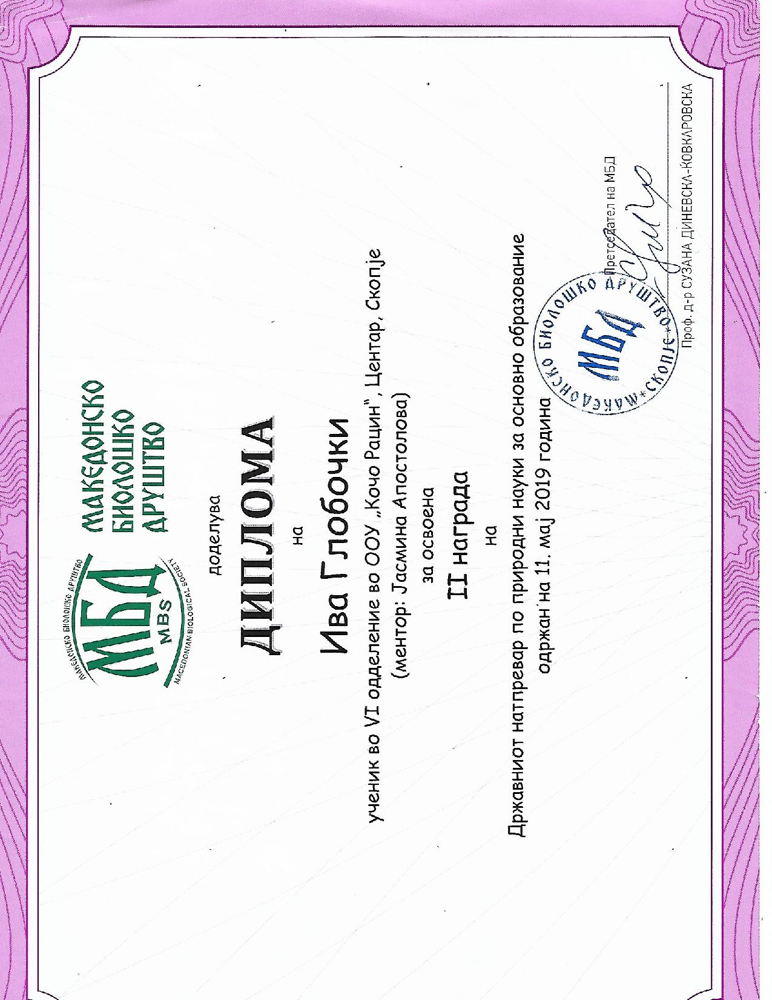 МАКЕДОНСКО БИОЛОШКО ДРУШТВО
МБД
MBS
MACEDONIAN BIOLOGICAL SOCIETY
МАКЕДОНСКО
БИОЛОШКО
ДРУШТВО
доделува
ДИПЛОМА
на
Ива Глобочки
ученик во VI одделение во ООУ „Кочо Рацин“, Центар, Скопје
(ментор: Јасмина Апостолова)
за освоена
II награда
на
Државниот натпревар по природни науки за основно образование
одржан на 11. мај 2019 година
Претседател на МБД
МАКЕДОНСКО БИОЛОШКО ДРУШТВО
МБД
СКОПЈЕ
Проф. д-р СУЗАНА ДИНЕВСКА-ЌОВКАРОВСКА